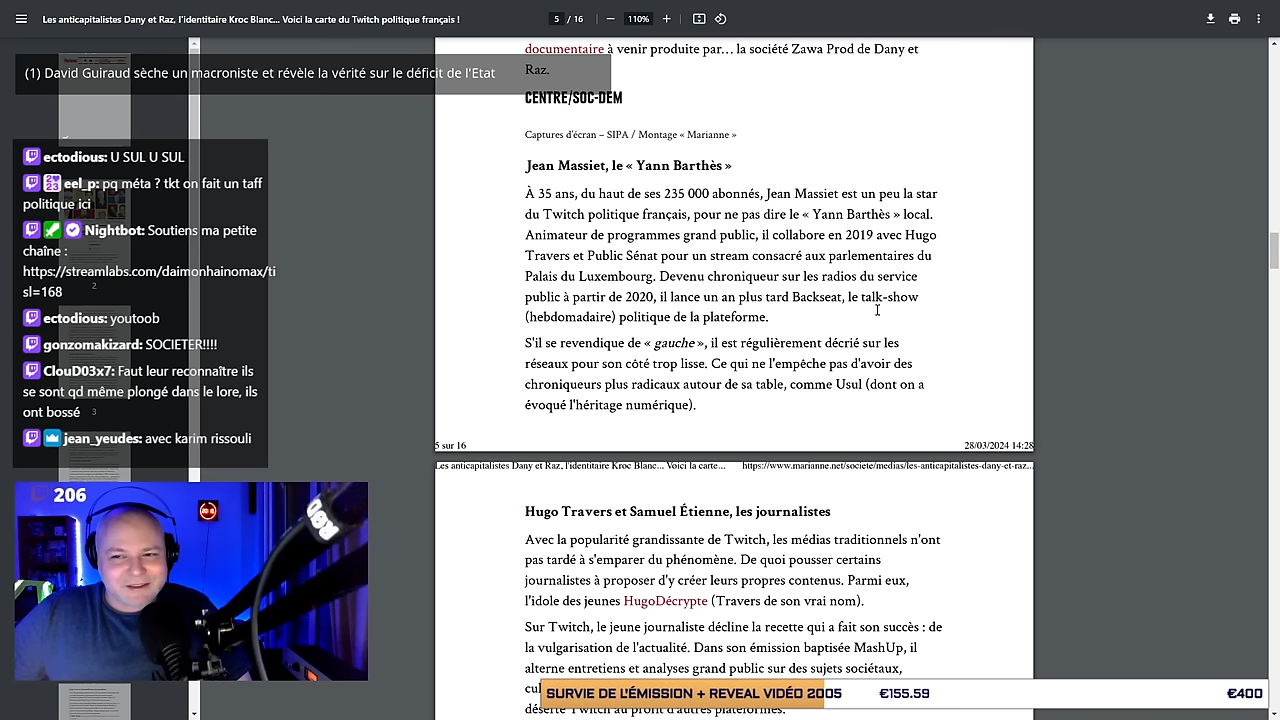 Les anticapitalistes Dany et Raz, l'identitaire Kroc Blanc... Voici la carte du Twitch politique français !
5 / 16
110%
documentaire à venir produite par… la société Zawa Prod de Dany et
Raz.
(1) David Guiraud sèche un macroniste et révèle la vérité sur le déficit de l'Etat
CENTRE/SOC-DEM
Captures d'écran – SIPA / Montage « Marianne »
Jean Massiet, le « Yann Barthès »
À 35 ans, du haut de ses 235 000 abonnés, Jean Massiet est un peu la star
du Twitch politique français, pour ne pas dire le « Yann Barthès » local.
Animateur de programmes grand public, il collabore en 2019 avec Hugo
Travers et Public Sénat pour un stream consacré aux parlementaires du
Palais du Luxembourg. Devenu chroniqueur sur les radios du service
public à partir de 2020, il lance un an plus tard Backseat, le talk-show
(hebdomadaire) politique de la plateforme.
S'il se revendique de « gauche », il est régulièrement décrié sur les
réseaux pour son côté trop lisse. Ce qui ne l'empêche pas d'avoir des
chroniqueurs plus radicaux autour de sa table, comme Usul (dont on a
évoqué l'héritage numérique).
5 sur 16
28/03/2024 14:28
Les anticapitalistes Dany et Raz, l'identitaire Kroc Blanc... Voici la carte...
https://www.marianne.net/societe/medias/les-anticapitalistes-dany-et-raz...
Hugo Travers et Samuel Étienne, les journalistes
Avec la popularité grandissante de Twitch, les médias traditionnels n'ont
pas tardé à s'emparer du phénomène. De quoi pousser certains
journalistes à proposer d'y créer leurs propres contenus. Parmi eux,
l'idole des jeunes HugoDécrypte (Travers de son vrai nom).
Sur Twitch, le jeune journaliste décline la recette qui a fait son succès : de
la vulgarisation de l'actualité. Dans son émission baptisée MashUp, il
alterne entretiens et analyses grand public sur des sujets sociétaux,
déserte Twitch au profit d'autres plateformes.
ectodious: U SUL U SUL
eel_p: pq méta ? tkt on fait un taff
politique ici
Nightbot: Soutiens ma petite
chaîne :
https://streamlabs.com/daimonhainomax/ti
sl=168
2
ectodious: youtoob
gonzomakizard: SOCIETER!!!!
ClouD03x7: Faut leur reconnaître ils
se sont qd même plongé dans le lore, ils
ont bossé
3
jean_yeudes: avec karim rissouli
206
SURVIE DE L'ÉMISSION + REVEAL VIDÉO 2005
€155.59
€400